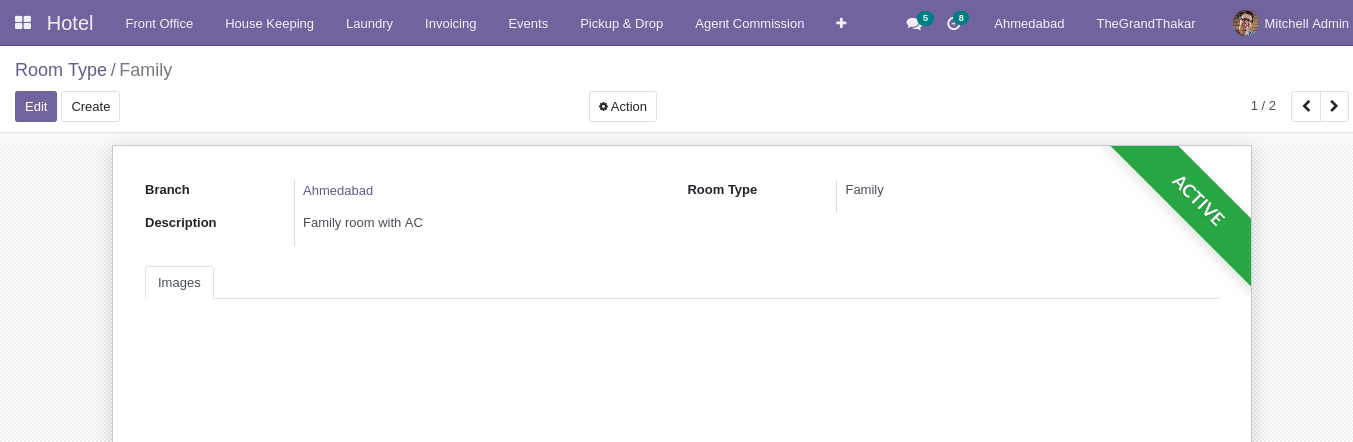 Hotel Front Office House Keeping Laundry Invoicing Events Pickup & Drop Agent Commission 5 8 Ahmedabad TheGrandThakar Mitchell Admin
Room Type / Family
Edit Create Action 1 / 2
ACTIVE
Branch Ahmedabad Room Type Family
Description Family room with AC
Images